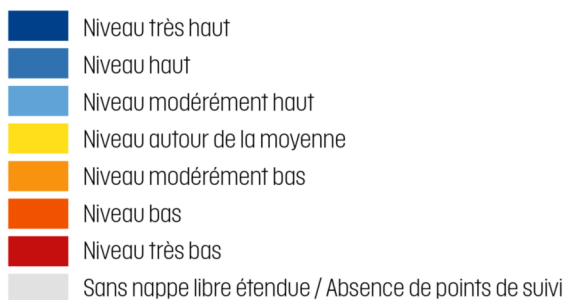 Niveau très haut
Niveau haut
Niveau modérément haut
Niveau autour de la moyenne
Niveau modérément bas
Niveau bas
Niveau très bas
Sans nappe libre étendue / Absence de points de suivi